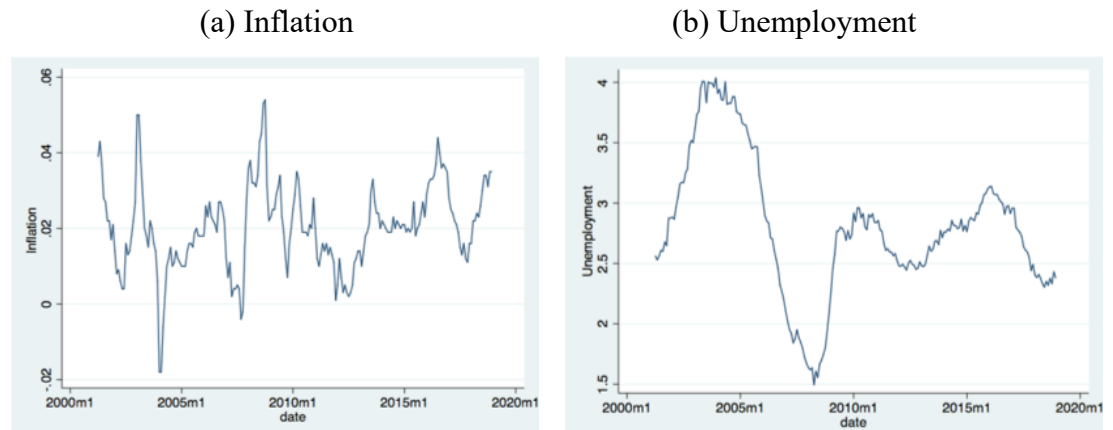 (a) Inflation
(b) Unemployment
.06
.04
.02
0
-.02
Inflation
2000m1 2005m1 2010m1 2015m1 2020m1
date
4
3.5
3
2.5
2
1.5
Unemployment
2000m1 2005m1 2010m1 2015m1 2020m1
date